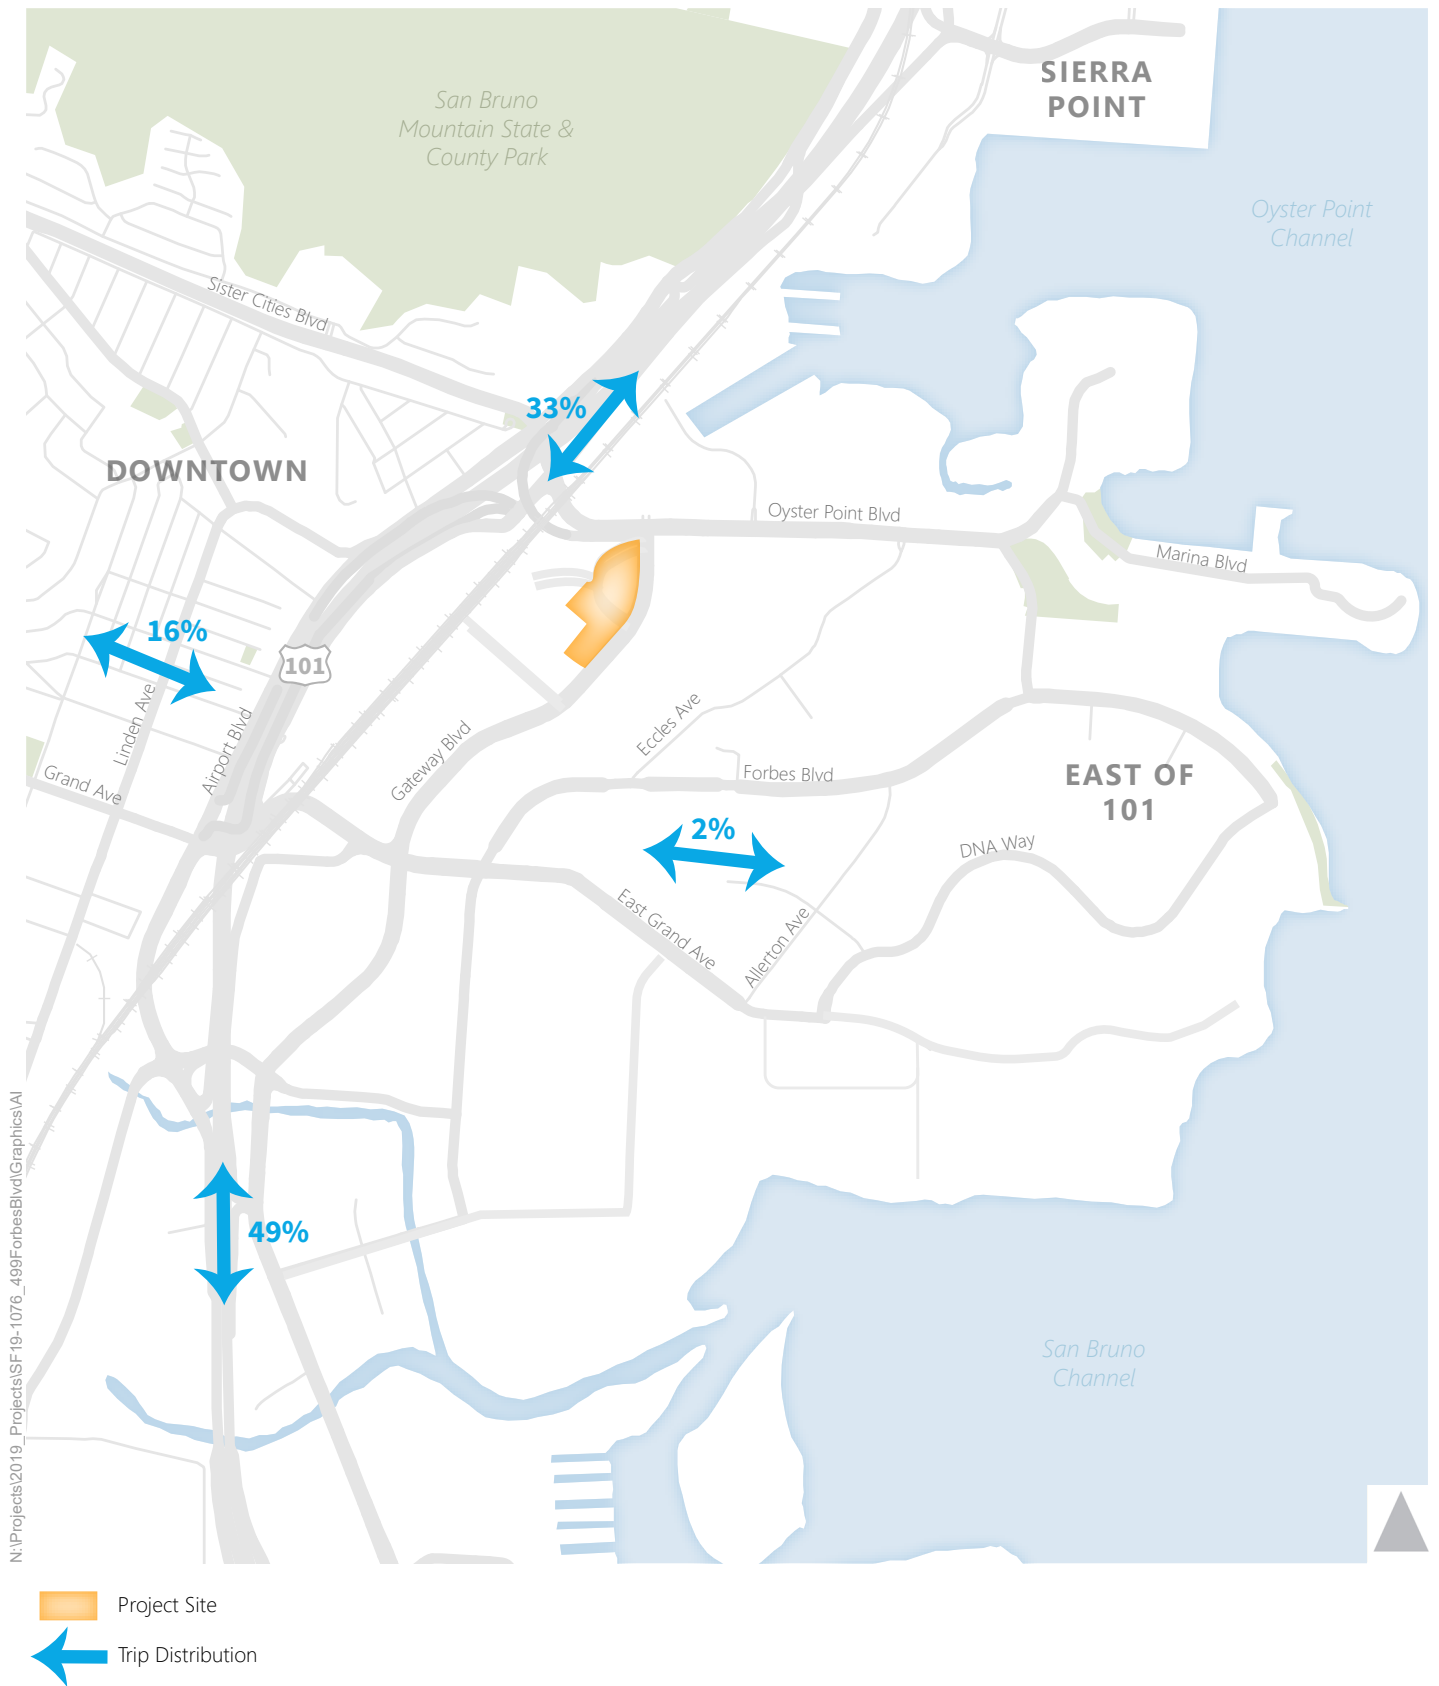 SIERRA
POINT
San Bruno
Mountain State &
County Park
Oyster Point
Channel
Sister Cities Blvd
33%
DOWNTOWN
Oyster Point Blvd
Marina Blvd
16%
101
Linden Ave
Airport Blvd
Gateway Blvd
Eccles Ave
Grand Ave
Forbes Blvd
EAST OF
101
2%
DNA Way
East Grand Ave
Allerton Ave
49%
San Bruno
Channel
N:\Projects\2019_Projects\SF19-1076_499ForbesBlvd\Graphics\AI
Project Site
Trip Distribution